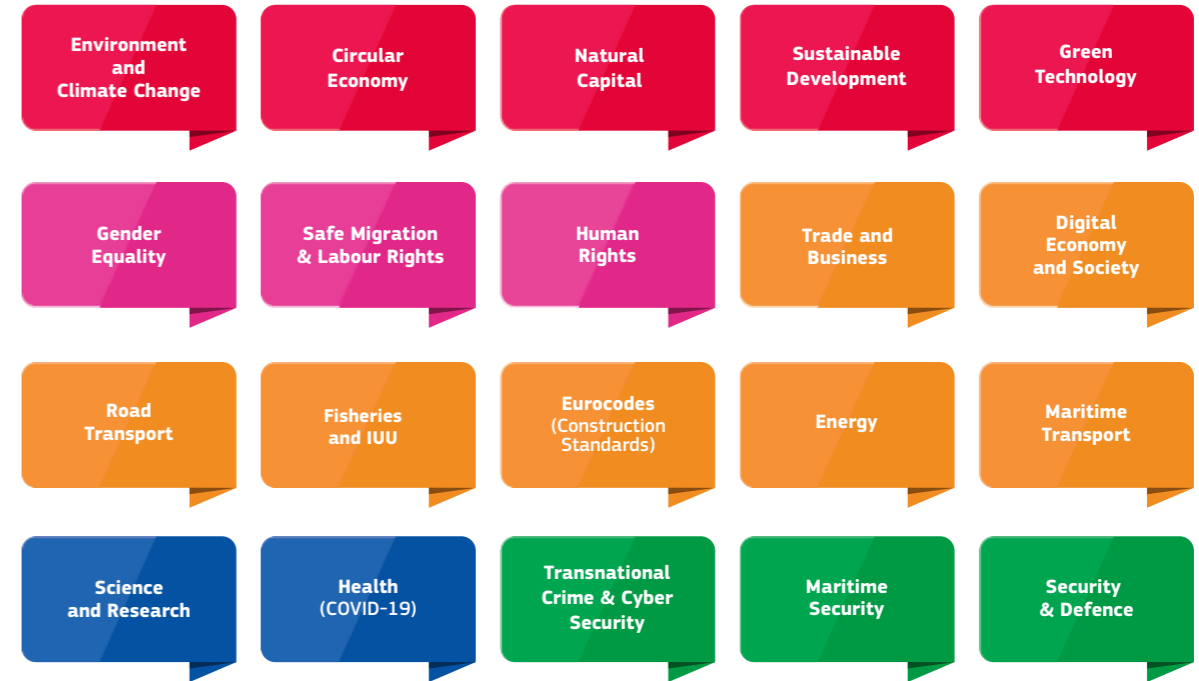 Environment
and
Climate Change
Circular
Economy
Natural
Capital
Sustainable
Development
Green
Technology
Gender
Equality
Safe Migration
& Labour Rights
Human
Rights
Trade and
Business
Digital
Economy
and Society
Road
Transport
Fisheries
and IUU
Eurocodes
(Construction
Standards)
Energy
Maritime
Transport
Science
and Research
Health
(COVID-19)
Transnational
Crime & Cyber
Security
Maritime
Security
Security
& Defence